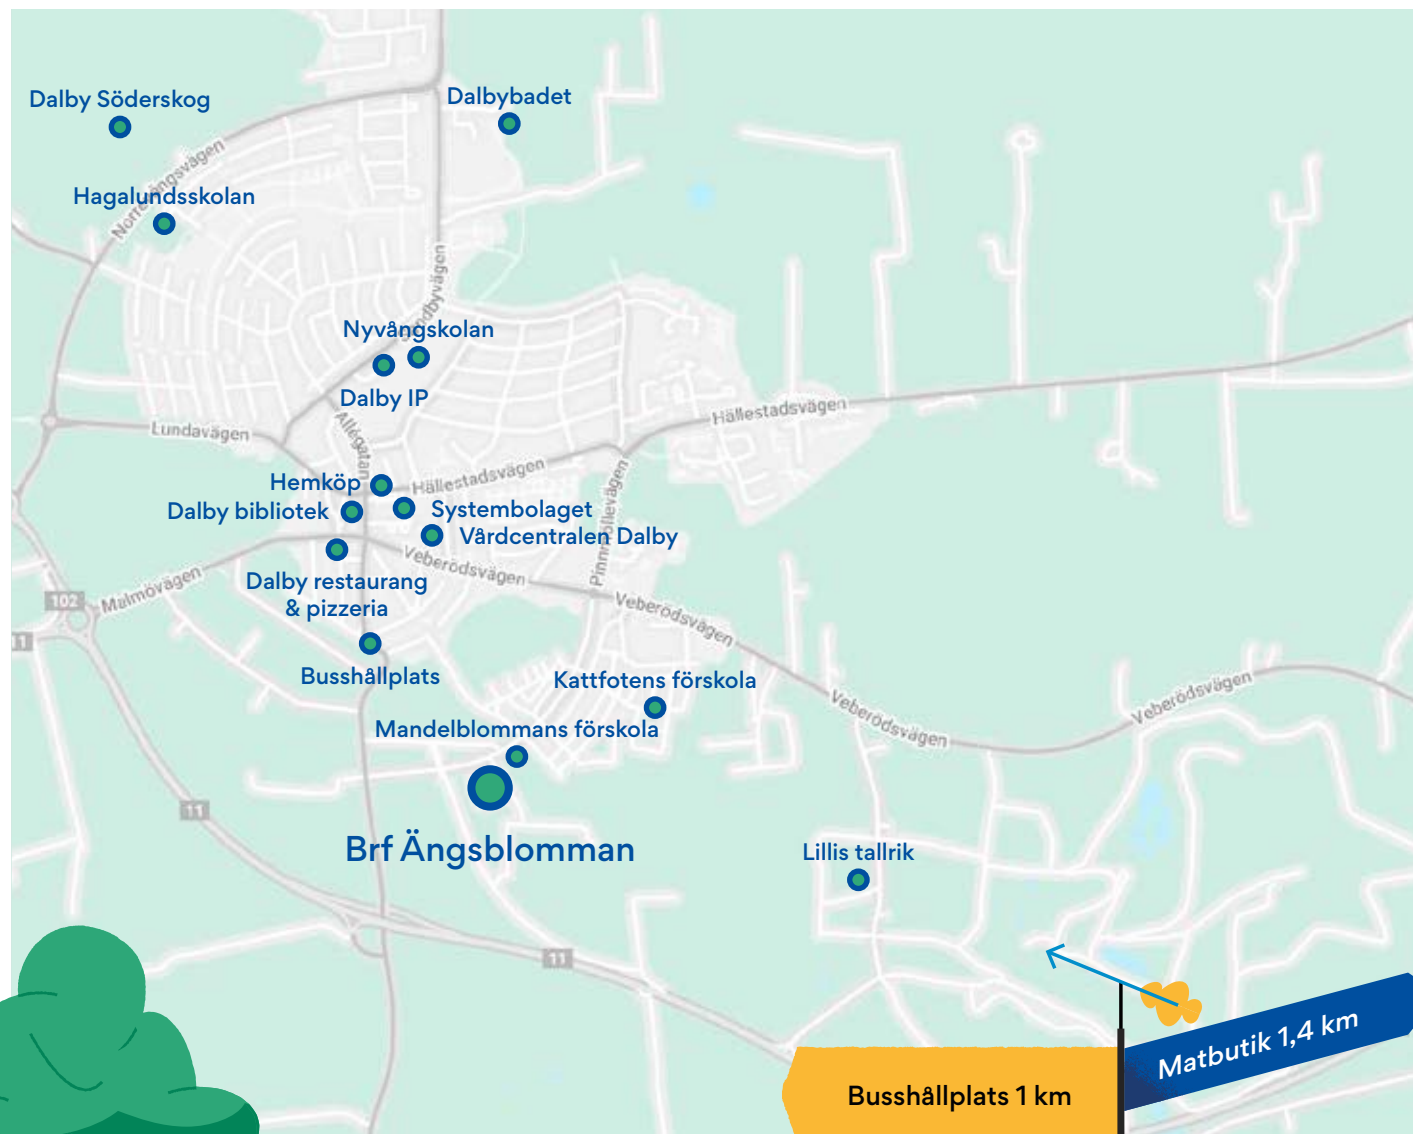 Dalby Söderskog
Dalbybadet
Norrevångsvägen
Hagalundsskolan
Nyvångskolan
Dalby IP
Hällestadsvägen
Lundavägen
Allégatan
Hemköp
Hällestadsvägen
Dalby bibliotek
Systembolaget
Vårdcentralen Dalby
Pinnmöllevägen
Veberödsvägen
Dalby restaurang
& pizzeria
Malmövägen
102
11
Veberödsvägen
Busshållplats
Kattfotens förskola
Veberödsvägen
Veberödsvägen
Mandelblommans förskola
11
Brf Ängsblomman
Lillis tallrik
11
Matbutik 1,4 km
Busshållplats 1 km